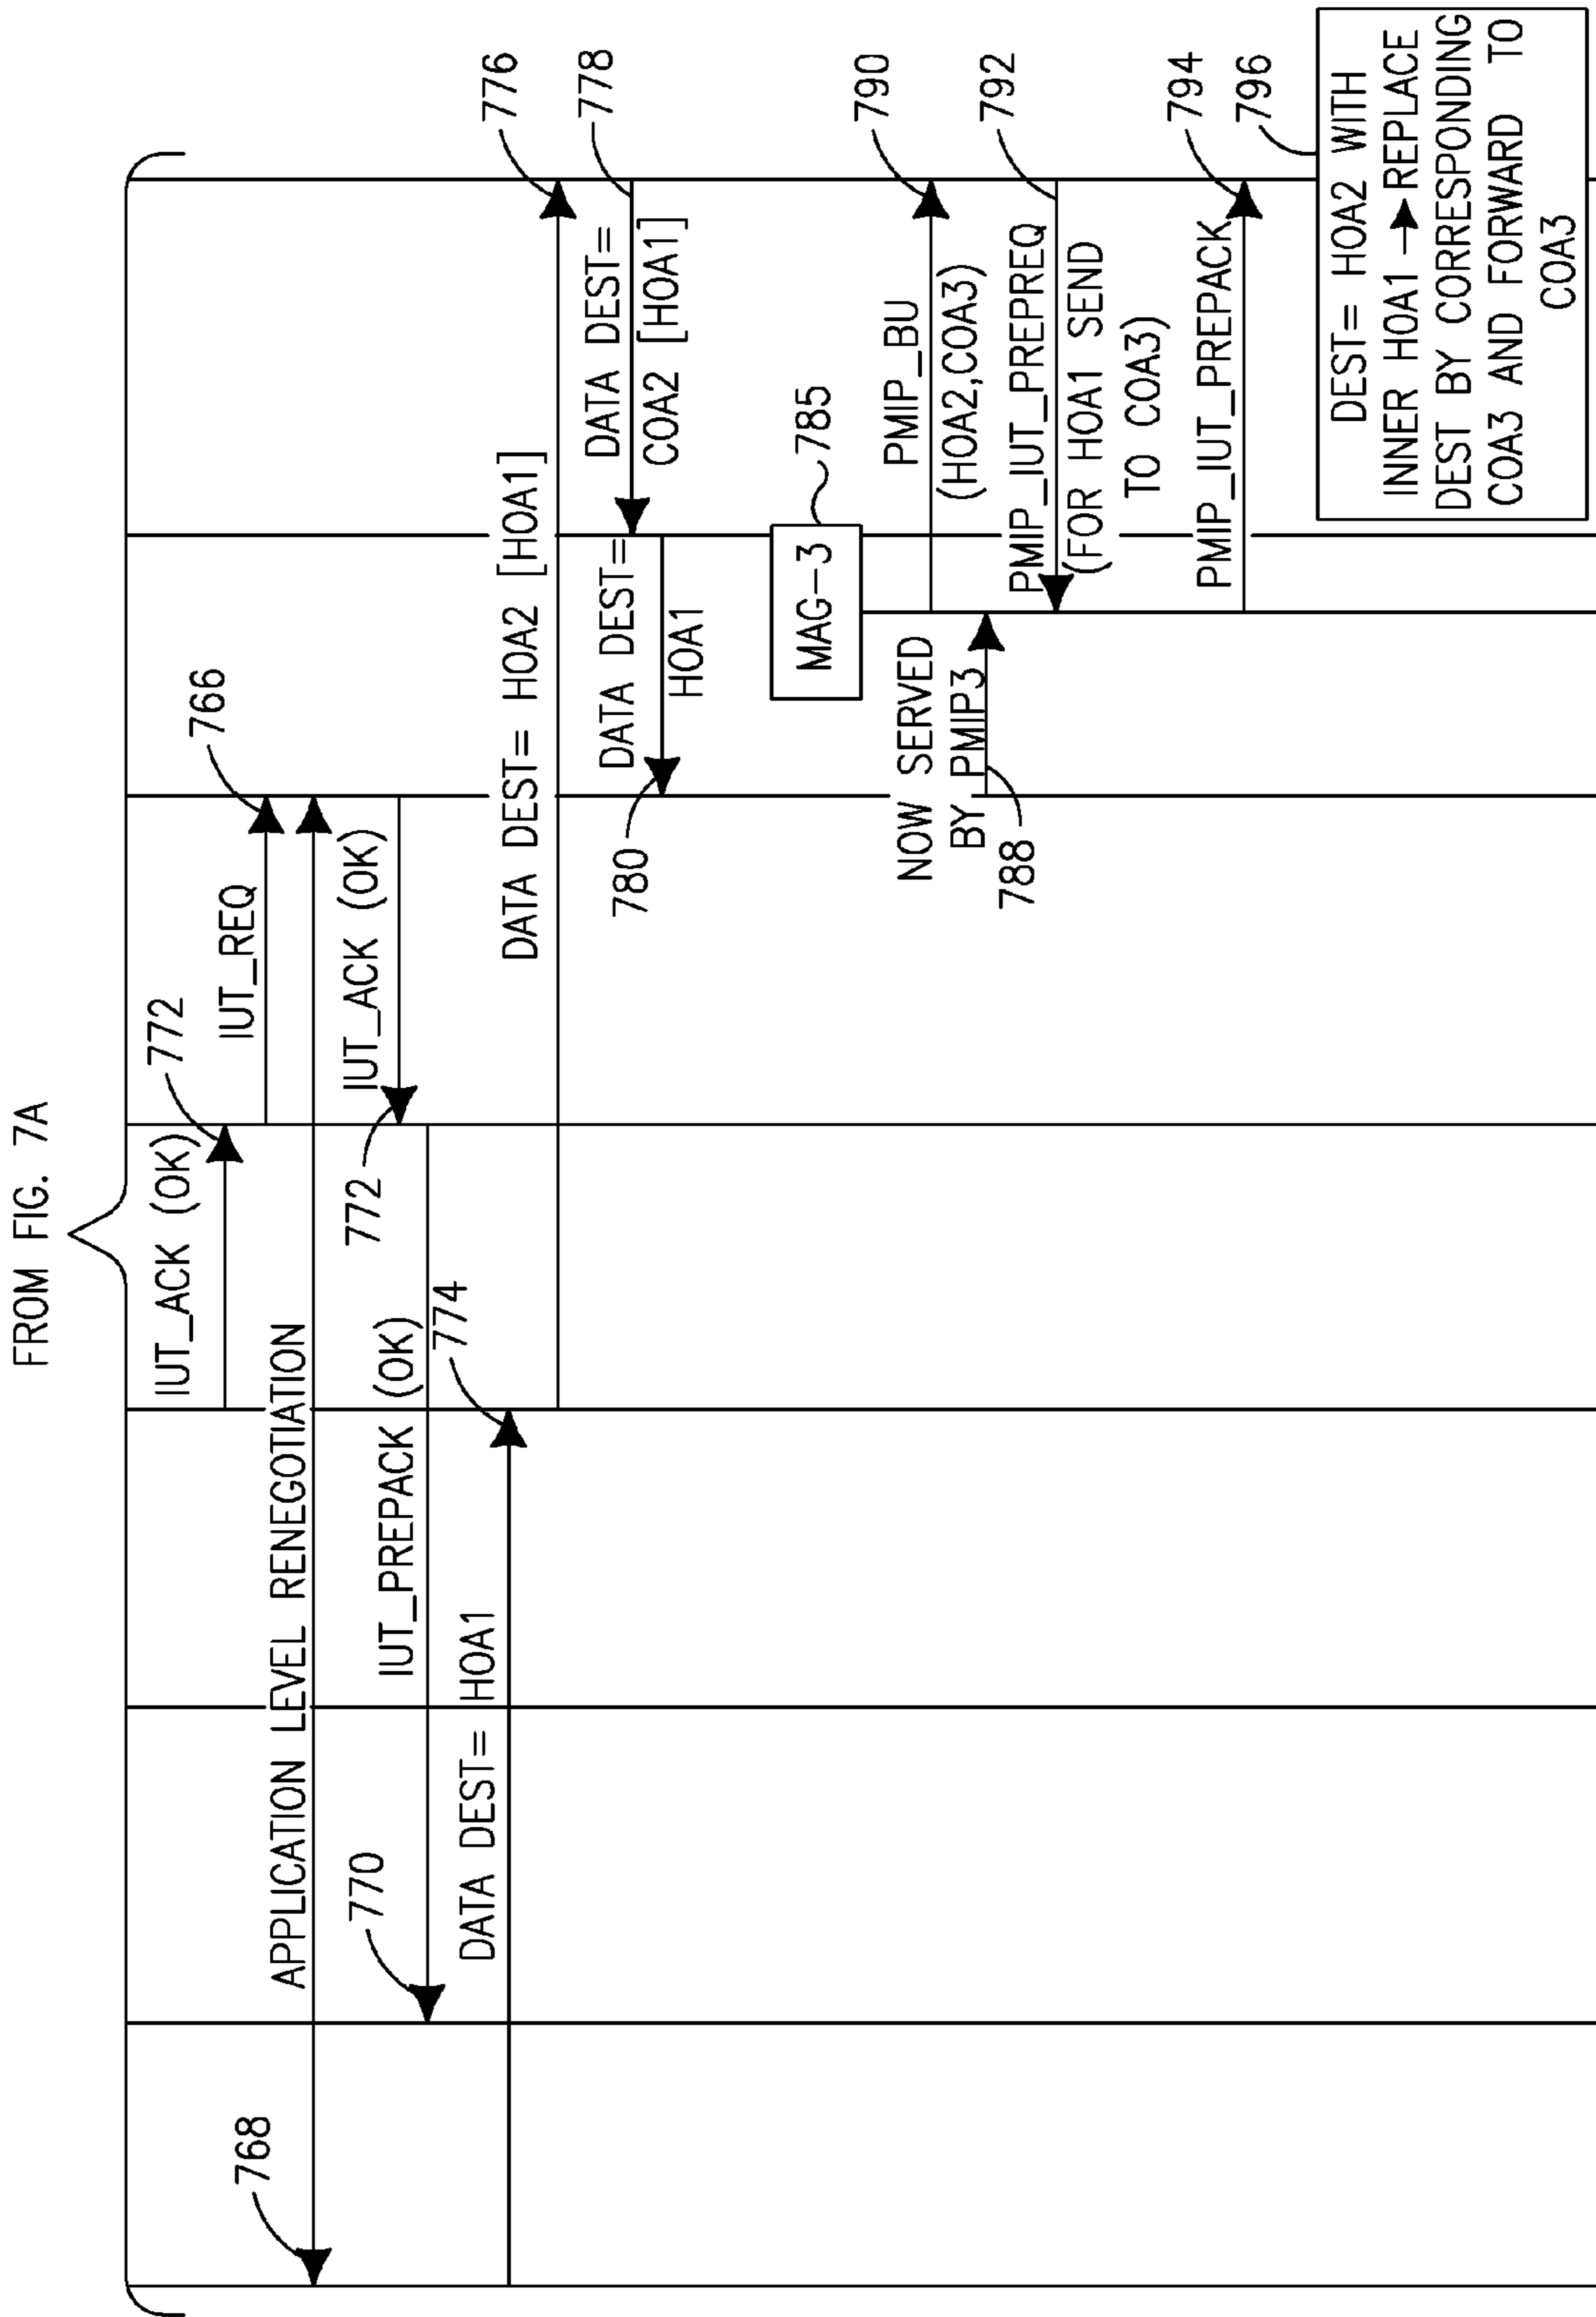 FROM FIG. 7A
IUT_ACK (OK)
772
IUT_REQ
766
768
APPLICATION LEVEL RENEGOTIATION
IUT_ACK (OK)
772
770
IUT_PREPACK (OK)
774
DATA DEST= HOA1
DATA DEST= HOA2 [HOA1]
776
DATA DEST=
COA2 [HOA1]
778
DATA DEST=
HOA1
780
MAG-3
785
NOW SERVED
BY PMIP3
788
PMIP_BU
(HOA2,COA3)
790
PMIP_IUT_PREPREQ
(FOR HOA1 SEND
TO COA3)
792
PMIP_IUT_PREPACK
794
796
DEST= HOA2 WITH
INNER HOA1 → REPLACE
DEST BY CORRESPONDING
COA3 AND FORWARD TO
COA3